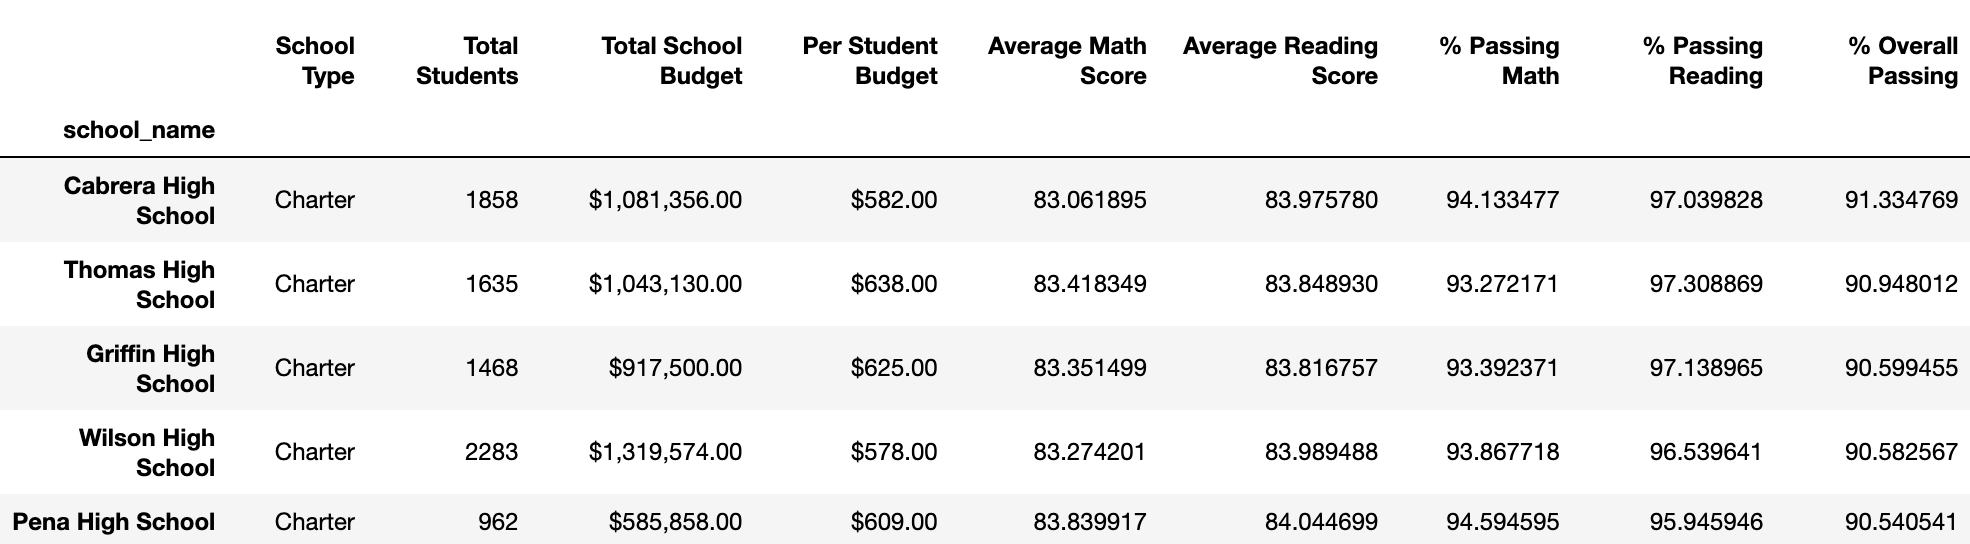 School Type Total Students Total School Budget Per Student Budget Average Math Score Average Reading Score % Passing Math % Passing Reading % Overall Passing
school_name
Cabrera High School Charter 1858 $1,081,356.00 $582.00 83.061895 83.975780 94.133477 97.039828 91.334769
Thomas High School Charter 1635 $1,043,130.00 $638.00 83.418349 83.848930 93.272171 97.308869 90.948012
Griffin High School Charter 1468 $917,500.00 $625.00 83.351499 83.816757 93.392371 97.138965 90.599455
Wilson High School Charter 2283 $1,319,574.00 $578.00 83.274201 83.989488 93.867718 96.539641 90.582567
Pena High School Charter 962 $585,858.00 $609.00 83.839917 84.044699 94.594595 95.945946 90.540541